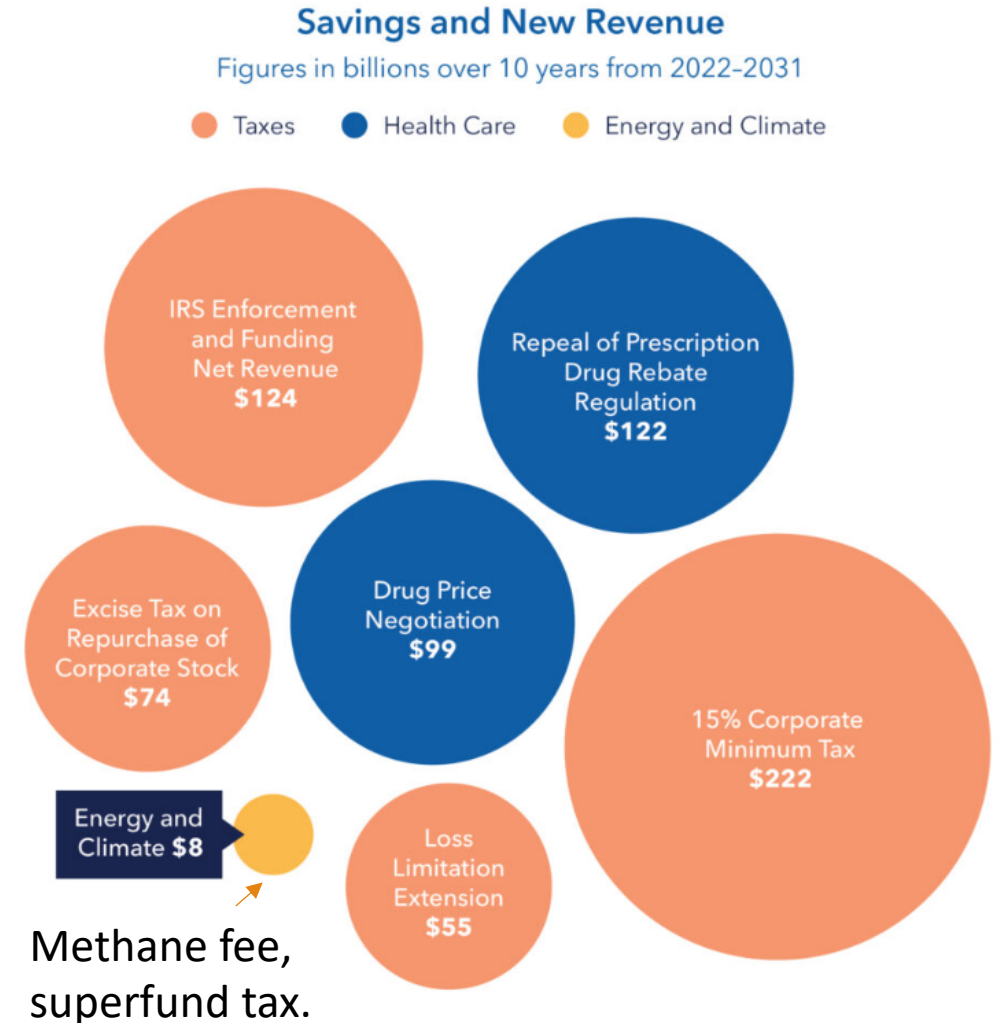 Savings and New Revenue
Figures in billions over 10 years from 2022–2031
Taxes
Health Care
Energy and Climate
IRS Enforcement
and Funding
Net Revenue
$124
Repeal of Prescription
Drug Rebate
Regulation
$122
Drug Price
Negotiation
$99
Excise Tax on
Repurchase of
Corporate Stock
$74
15% Corporate
Minimum Tax
$222
Energy and
Climate $8
Loss
Limitation
Extension
$55
Methane fee,
superfund tax.